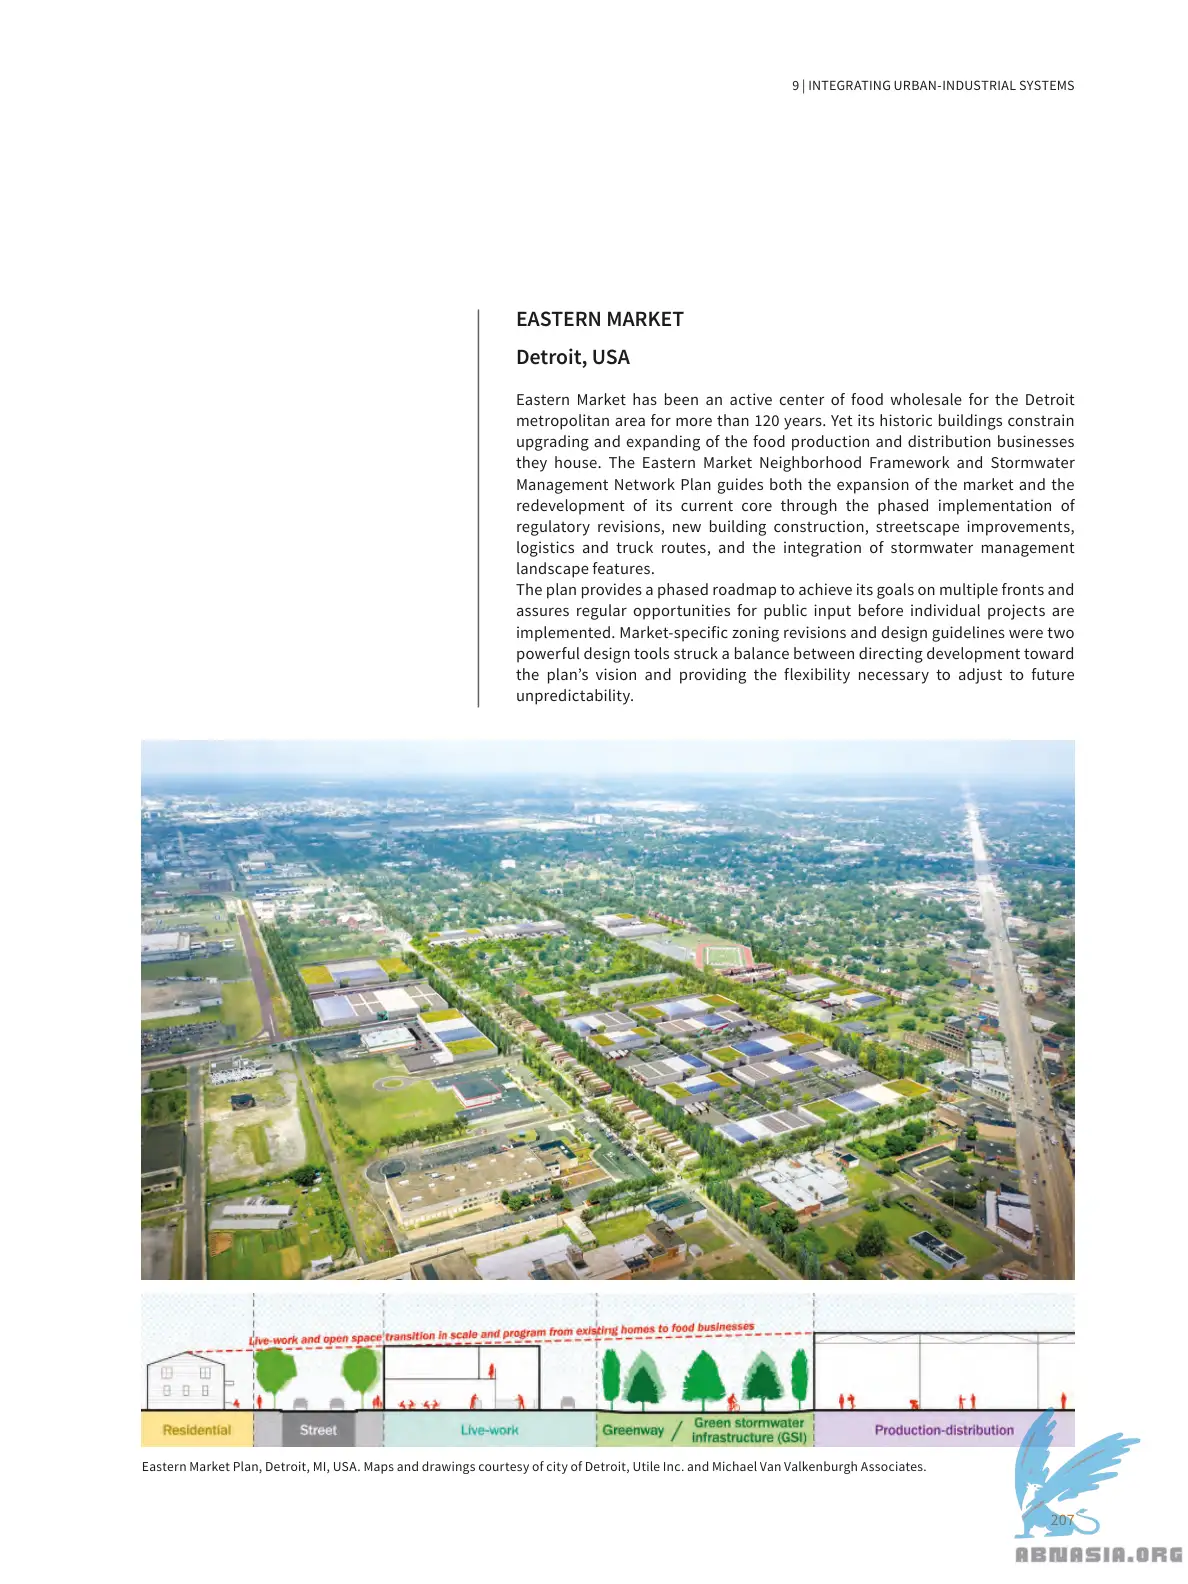 9 | INTEGRATING URBAN-INDUSTRIAL SYSTEMS
EASTERN MARKET
Detroit, USA
Eastern Market has been an active center of food wholesale for the Detroit
metropolitan area for more than 120 years. Yet its historic buildings constrain
upgrading and expanding of the food production and distribution businesses
they house. The Eastern Market Neighborhood Framework and Stormwater
Management Network Plan guides both the expansion of the market and the
redevelopment of its current core through the phased implementation of
regulatory revisions, new building construction, streetscape improvements,
logistics and truck routes, and the integration of stormwater management
landscape features.
The plan provides a phased roadmap to achieve its goals on multiple fronts and
assures regular opportunities for public input before individual projects are
implemented. Market-specific zoning revisions and design guidelines were two
powerful design tools struck a balance between directing development toward
the plan’s vision and providing the flexibility necessary to adjust to future
unpredictability.
Live-work and open space transition in scale and program from existing homes to food businesses
Residential
Street
Live-work
Greenway /
Green stormwater
infrastructure (GSI)
Production-distribution
Eastern Market Plan, Detroit, MI, USA. Maps and drawings courtesy of city of Detroit, Utile Inc. and Michael Van Valkenburgh Associates.
207
ABNASIA.ORG